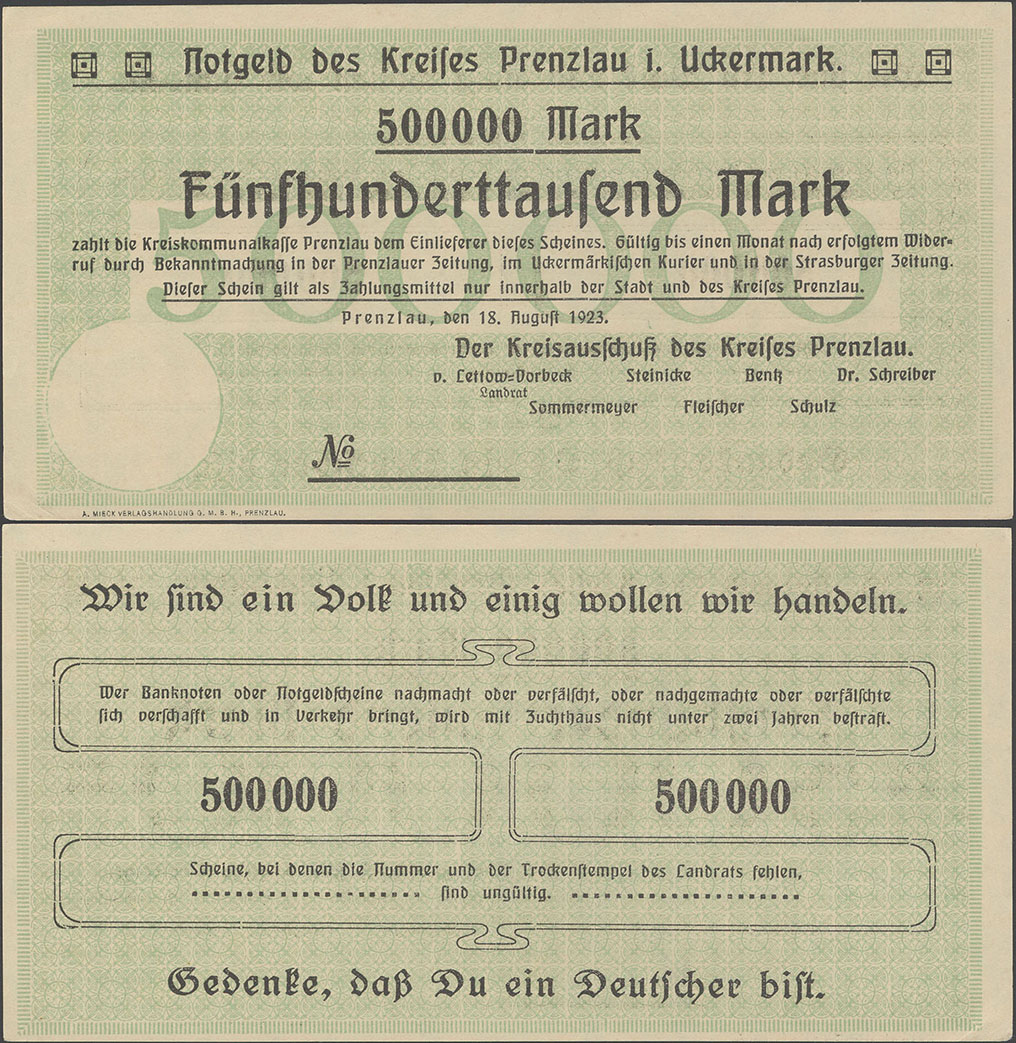 Notgeld des Kreises Prenzlau i. Uckermark.
500000 Mark
Fünfhunderttausend Mark
500000
zahlt die Kreiskommunalkasse Prenzlau dem Einlieferer dieses Scheines. Gültig bis einen Monat nach erfolgtem Wider-
ruf durch Bekanntmachung in der Prenzlauer Zeitung, im Uckermärkischen Kurier und in der Strasburger Zeitung.
Dieser Schein gilt als Zahlungsmittel nur innerhalb der Stadt und des Kreises Prenzlau.
Prenzlau, den 18. August 1923.
Der Kreisausschuß des Kreises Prenzlau.
v. Lettow-Vorbeck Steinicke Bentz Dr. Schreiber
Landrat
Sommermeyer Fleischer Schulz
No
A. MIECK VERLAGSHANDLUNG G. M. B. H., PRENZLAU.
Wir sind ein Volk und einig wollen wir handeln.
Wer Banknoten oder Notgeldscheine nachmacht oder verfälscht, oder nachgemachte oder verfälschte
sich verschafft und in Verkehr bringt, wird mit Zuchthaus nicht unter zwei Jahren bestraft.
500000 500000
Scheine, bei denen die Nummer und der Trockenstempel des Landrats fehlen,
sind ungültig.
Gedenke, daß Du ein Deutscher bist.